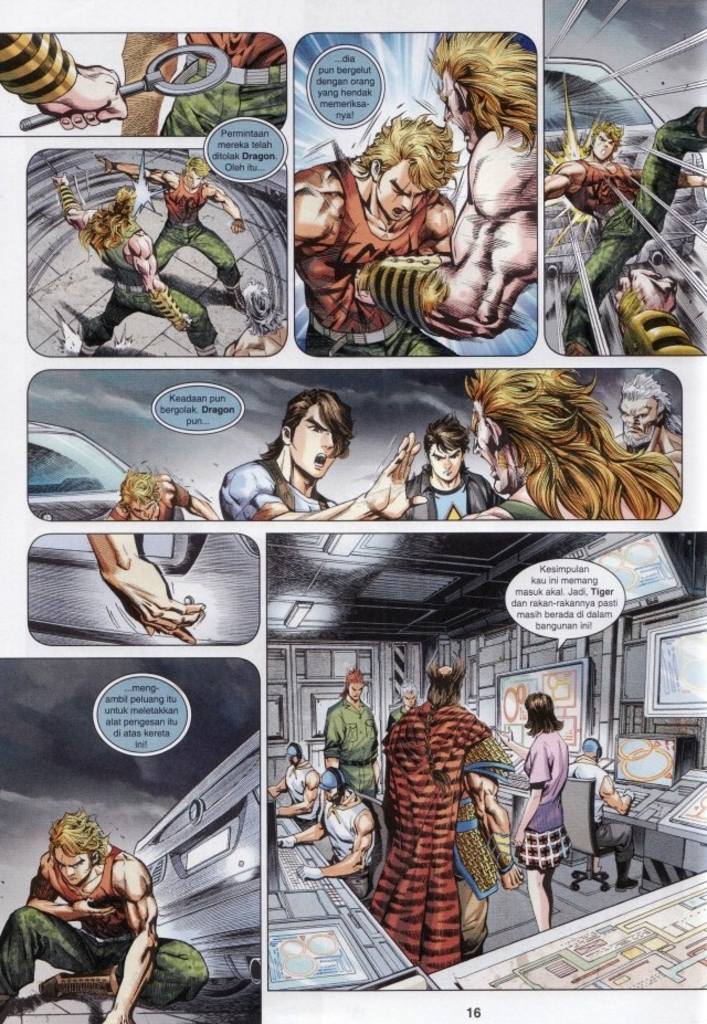 Permintaan
mereka telah
ditolak Dragon.
Oleh itu...
...dia
pun bergelut
dengan orang
yang hendak
memeriksa-
nya!
Keadaan pun
bergolak. Dragon
pun...
...meng-
ambil peluang itu
untuk meletakkan
alat pengesan itu
di atas kereta
ini!
Kesimpulan
kau ini memang
masuk akal. Jadi, Tiger
dan rakan-rakannya pasti
masih berada di dalam
bangunan ini!
16